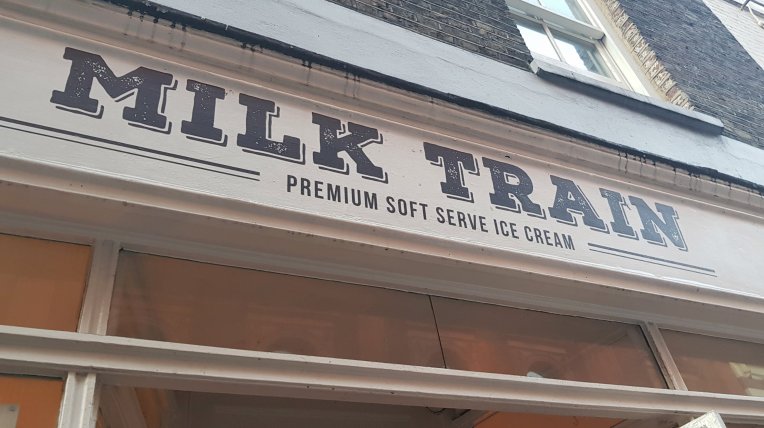 MILK TRAIN
PREMIUM SOFT SERVE ICE CREAM